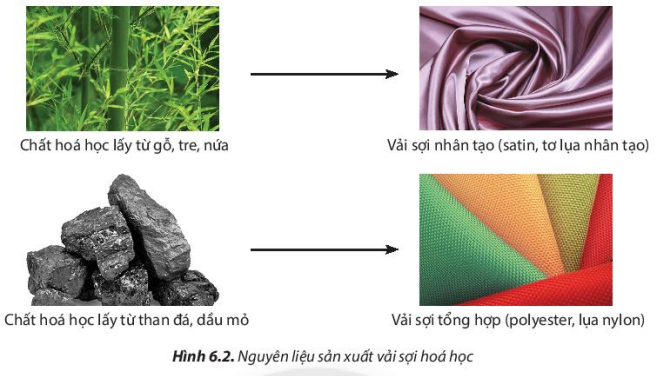 Chất hoá học lấy từ gỗ, tre, nứa
Vải sợi nhân tạo (satin, tơ lụa nhân tạo)
Chất hoá học lấy từ than đá, dầu mỏ
Vải sợi tổng hợp (polyester, lụa nylon)
Hình 6.2. Nguyên liệu sản xuất vải sợi hoá học